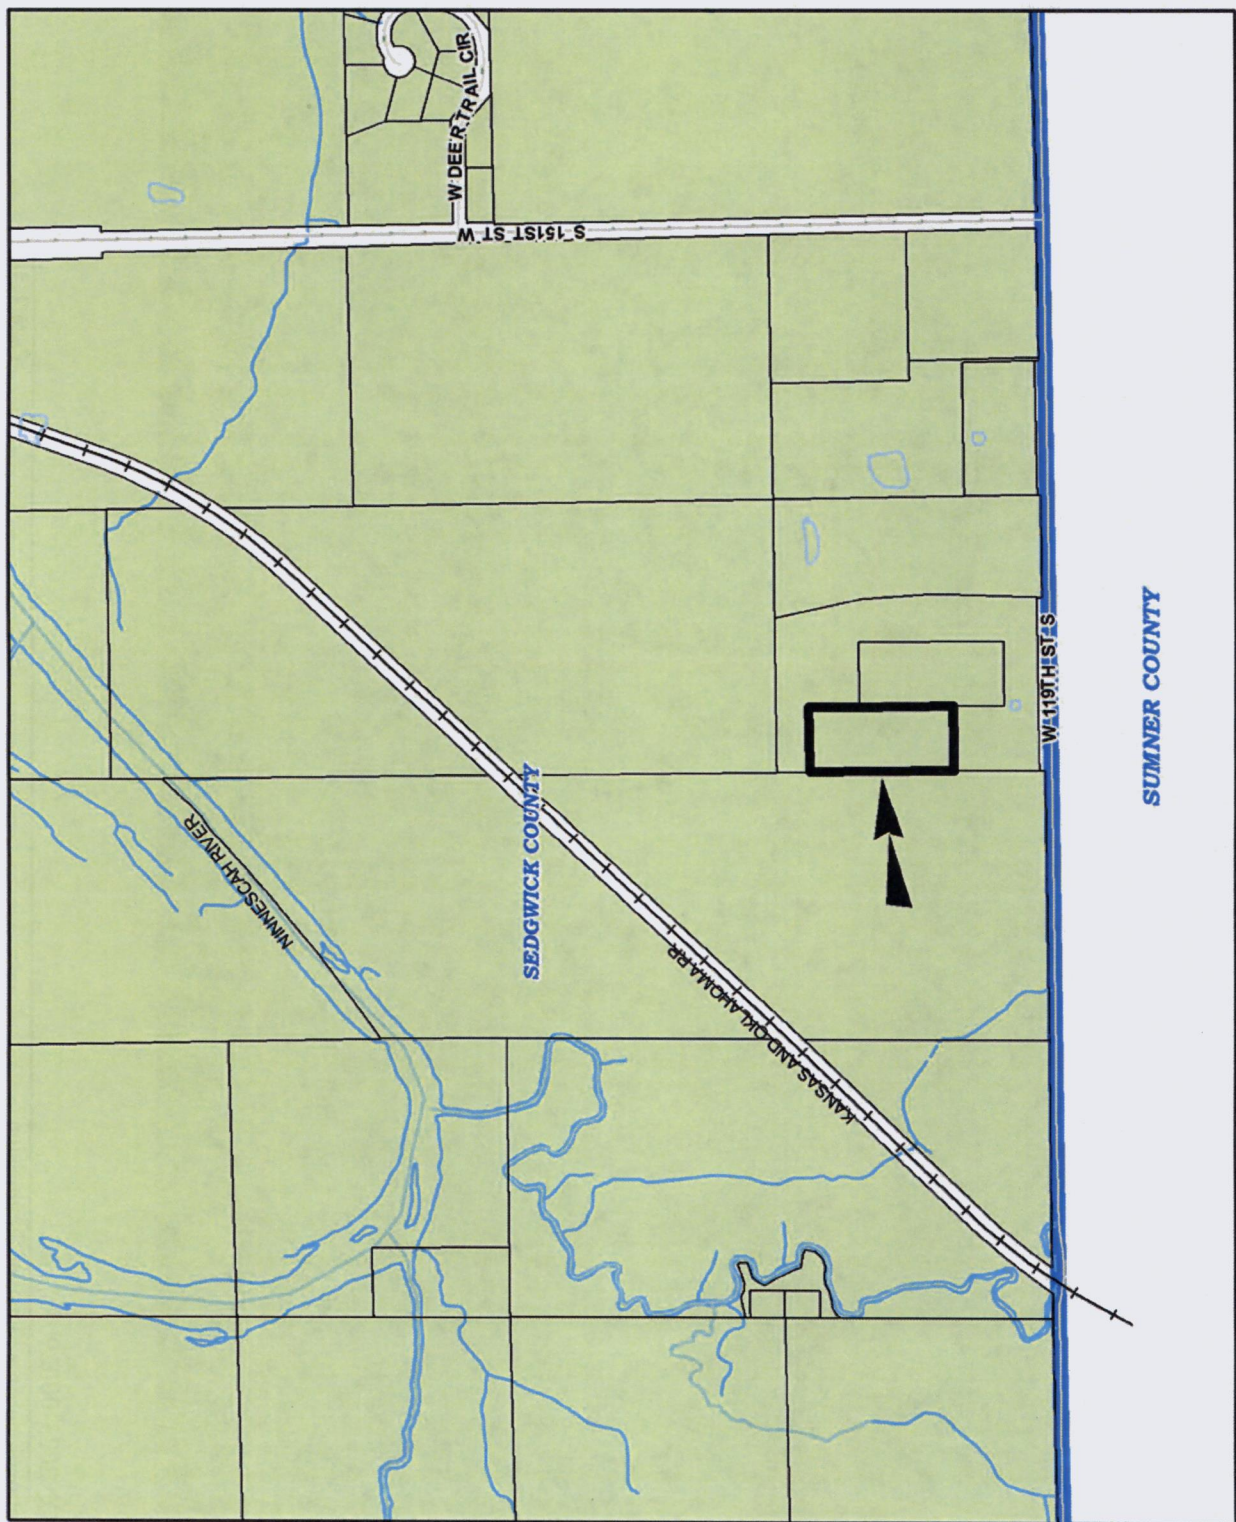 W DEER TRAIL CIR
S 151ST ST W
W 119TH ST S
SUMNER COUNTY
NINNESCAH RIVER
SEDGWICK COUNTY
KANSAS AND OKLAHOMA RR